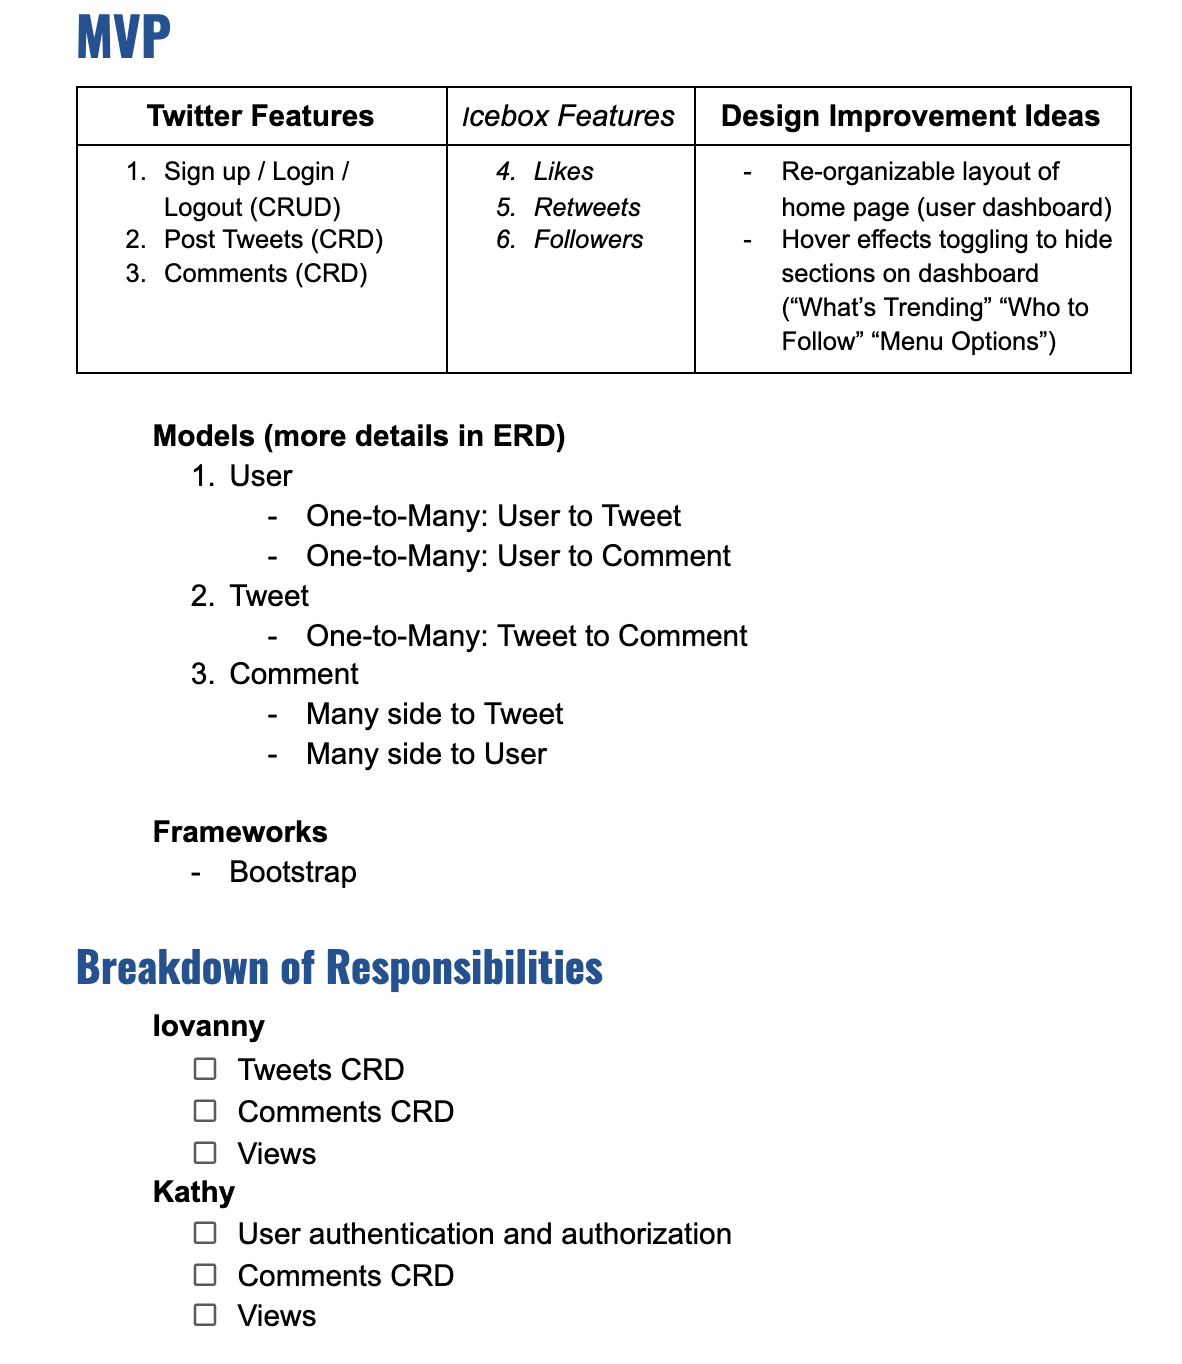 MVP
Twitter Features
Icebox Features
Design Improvement Ideas
1. Sign up / Login /
Logout (CRUD)
2. Post Tweets (CRD)
3. Comments (CRD)
4. Likes
5. Retweets
6. Followers
- Re-organizable layout of
home page (user dashboard)
- Hover effects toggling to hide
sections on dashboard
(“What’s Trending” “Who to
Follow” “Menu Options”)
Models (more details in ERD)
1. User
- One-to-Many: User to Tweet
- One-to-Many: User to Comment
2. Tweet
- One-to-Many: Tweet to Comment
3. Comment
- Many side to Tweet
- Many side to User
Frameworks
- Bootstrap
Breakdown of Responsibilities
Iovanny
☐ Tweets CRD
☐ Comments CRD
☐ Views
Kathy
☐ User authentication and authorization
☐ Comments CRD
☐ Views